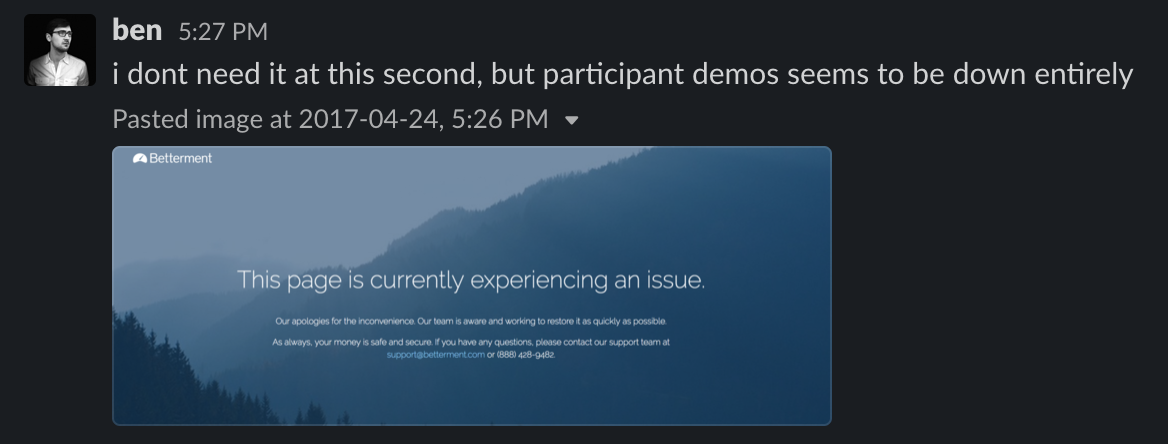 ben 5:27 PM
i dont need it at this second, but participant demos seems to be down entirely
Pasted image at 2017-04-24, 5:26 PM
Betterment
This page is currently experiencing an issue.
Our apologies for the inconvenience. Our team is aware and working to restore it as quickly as possible.
As always, your money is safe and secure. If you have any questions, please contact our support team at
support@betterment.com or (888) 428-9482.